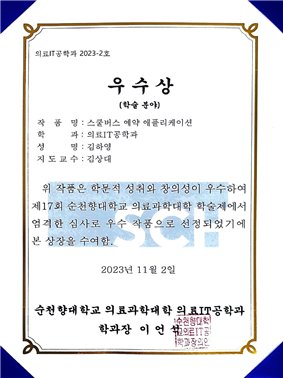 의료IT공학과 2023-2호
우수상
(학술 분야)
작 품 명 : 스쿨버스 예약 애플리케이션
학 과 : 의료IT공학과
성 명 : 김하영
지 도 교 수 : 김상대
위 작품은 학문적 성취와 창의성이 우수하여
제17회 순천향대학교 의료과학대학 학술제에서
엄격한 심사로 우수 작품으로 선정되었기에
본 상장을 수여함.
SCH
2023년 11월 2일
순천향대학교 의료과학대학 의료IT공학과
학과장 이 언 석
순천향대학
교의료IT공
학과장의인